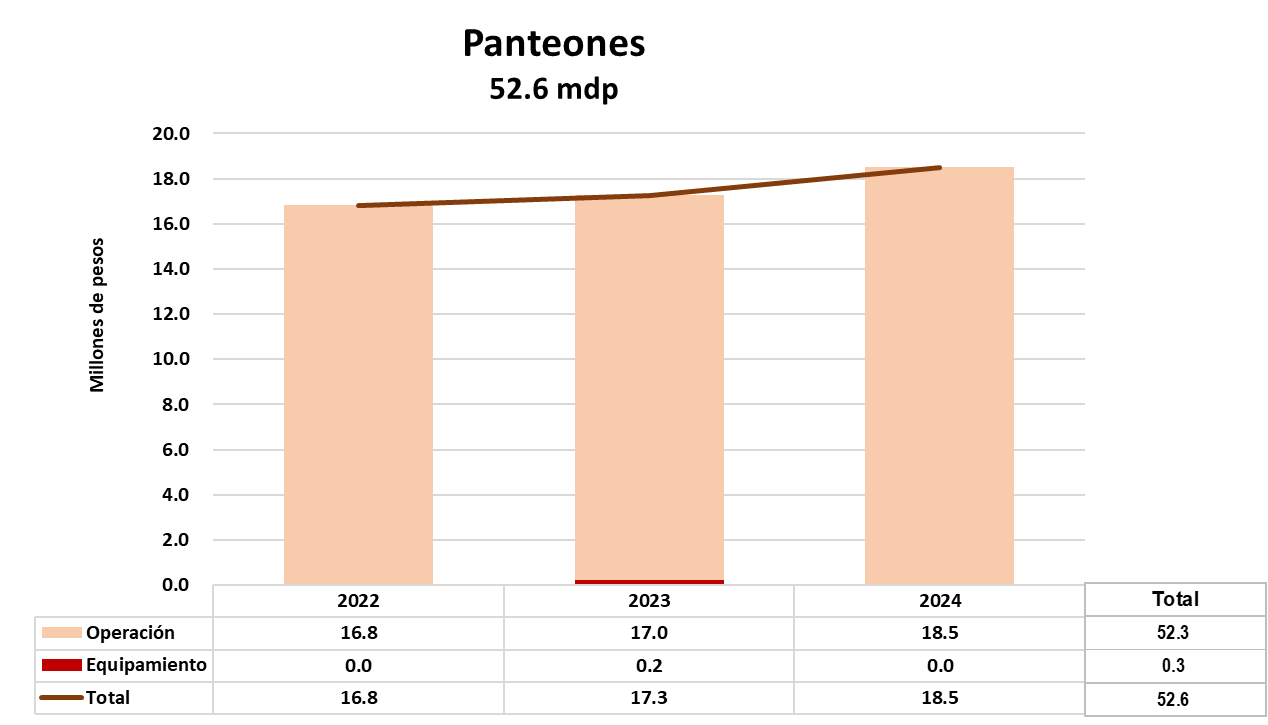 Panteones
52.6 mdp
20.0
18.0
16.0
14.0
12.0
10.0
8.0
6.0
4.0
2.0
0.0
Millones de pesos
2022 2023 2024 Total
Operación 16.8 17.0 18.5 52.3
Equipamiento 0.0 0.2 0.0 0.3
Total 16.8 17.3 18.5 52.6